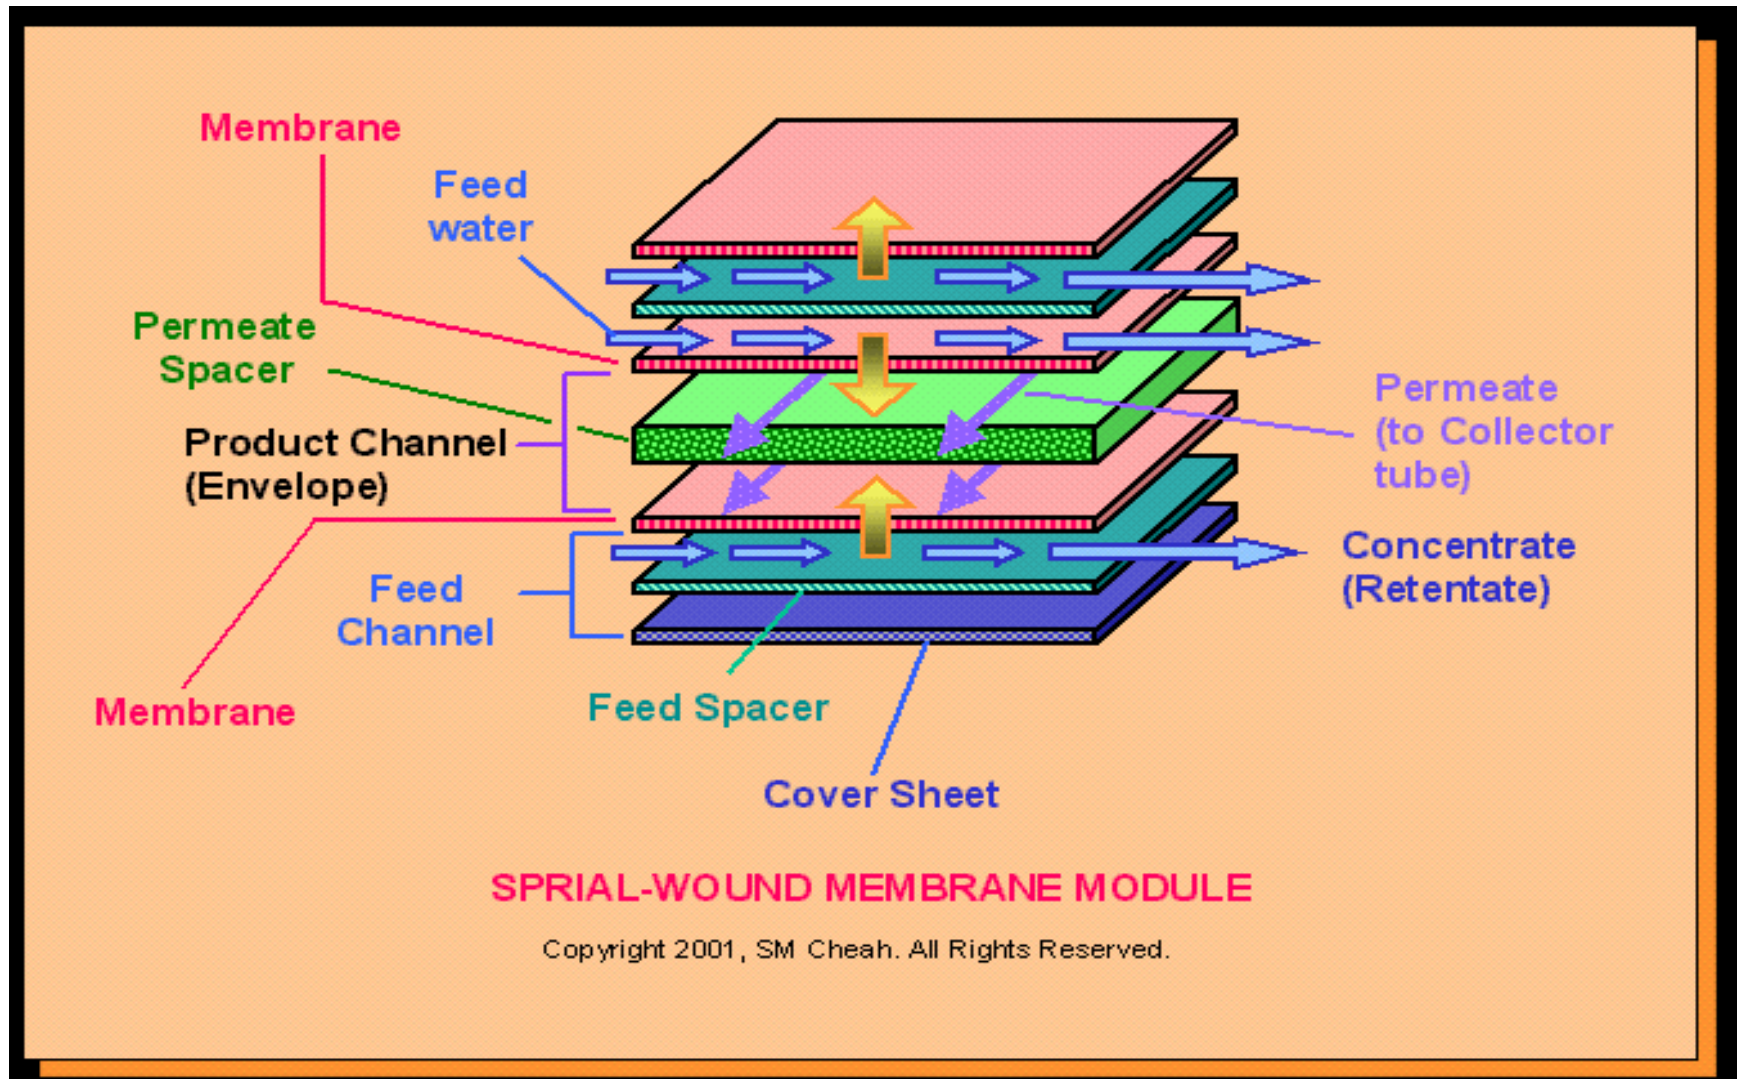 Membrane
Feed
water
Permeate
Spacer
Product Channel
(Envelope)
Permeate
(to Collector
tube)
Concentrate
(Retentate)
Feed
Channel
Membrane
Feed Spacer
Cover Sheet
SPRIAL-WOUND MEMBRANE MODULE
Copyright 2001, SM Cheah. All Rights Reserved.